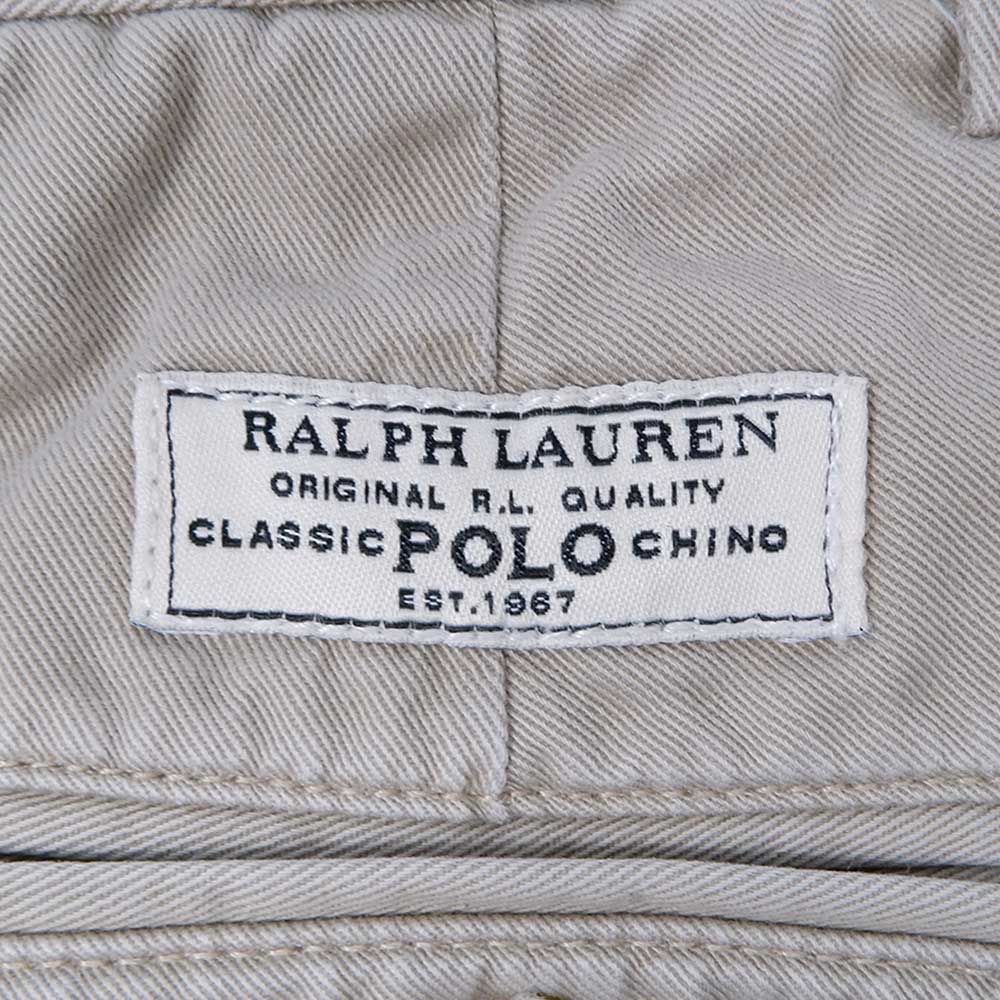 RALPH LAUREN
ORIGINAL R.L. QUALITY
CLASSIC POLO CHINO
EST.1967